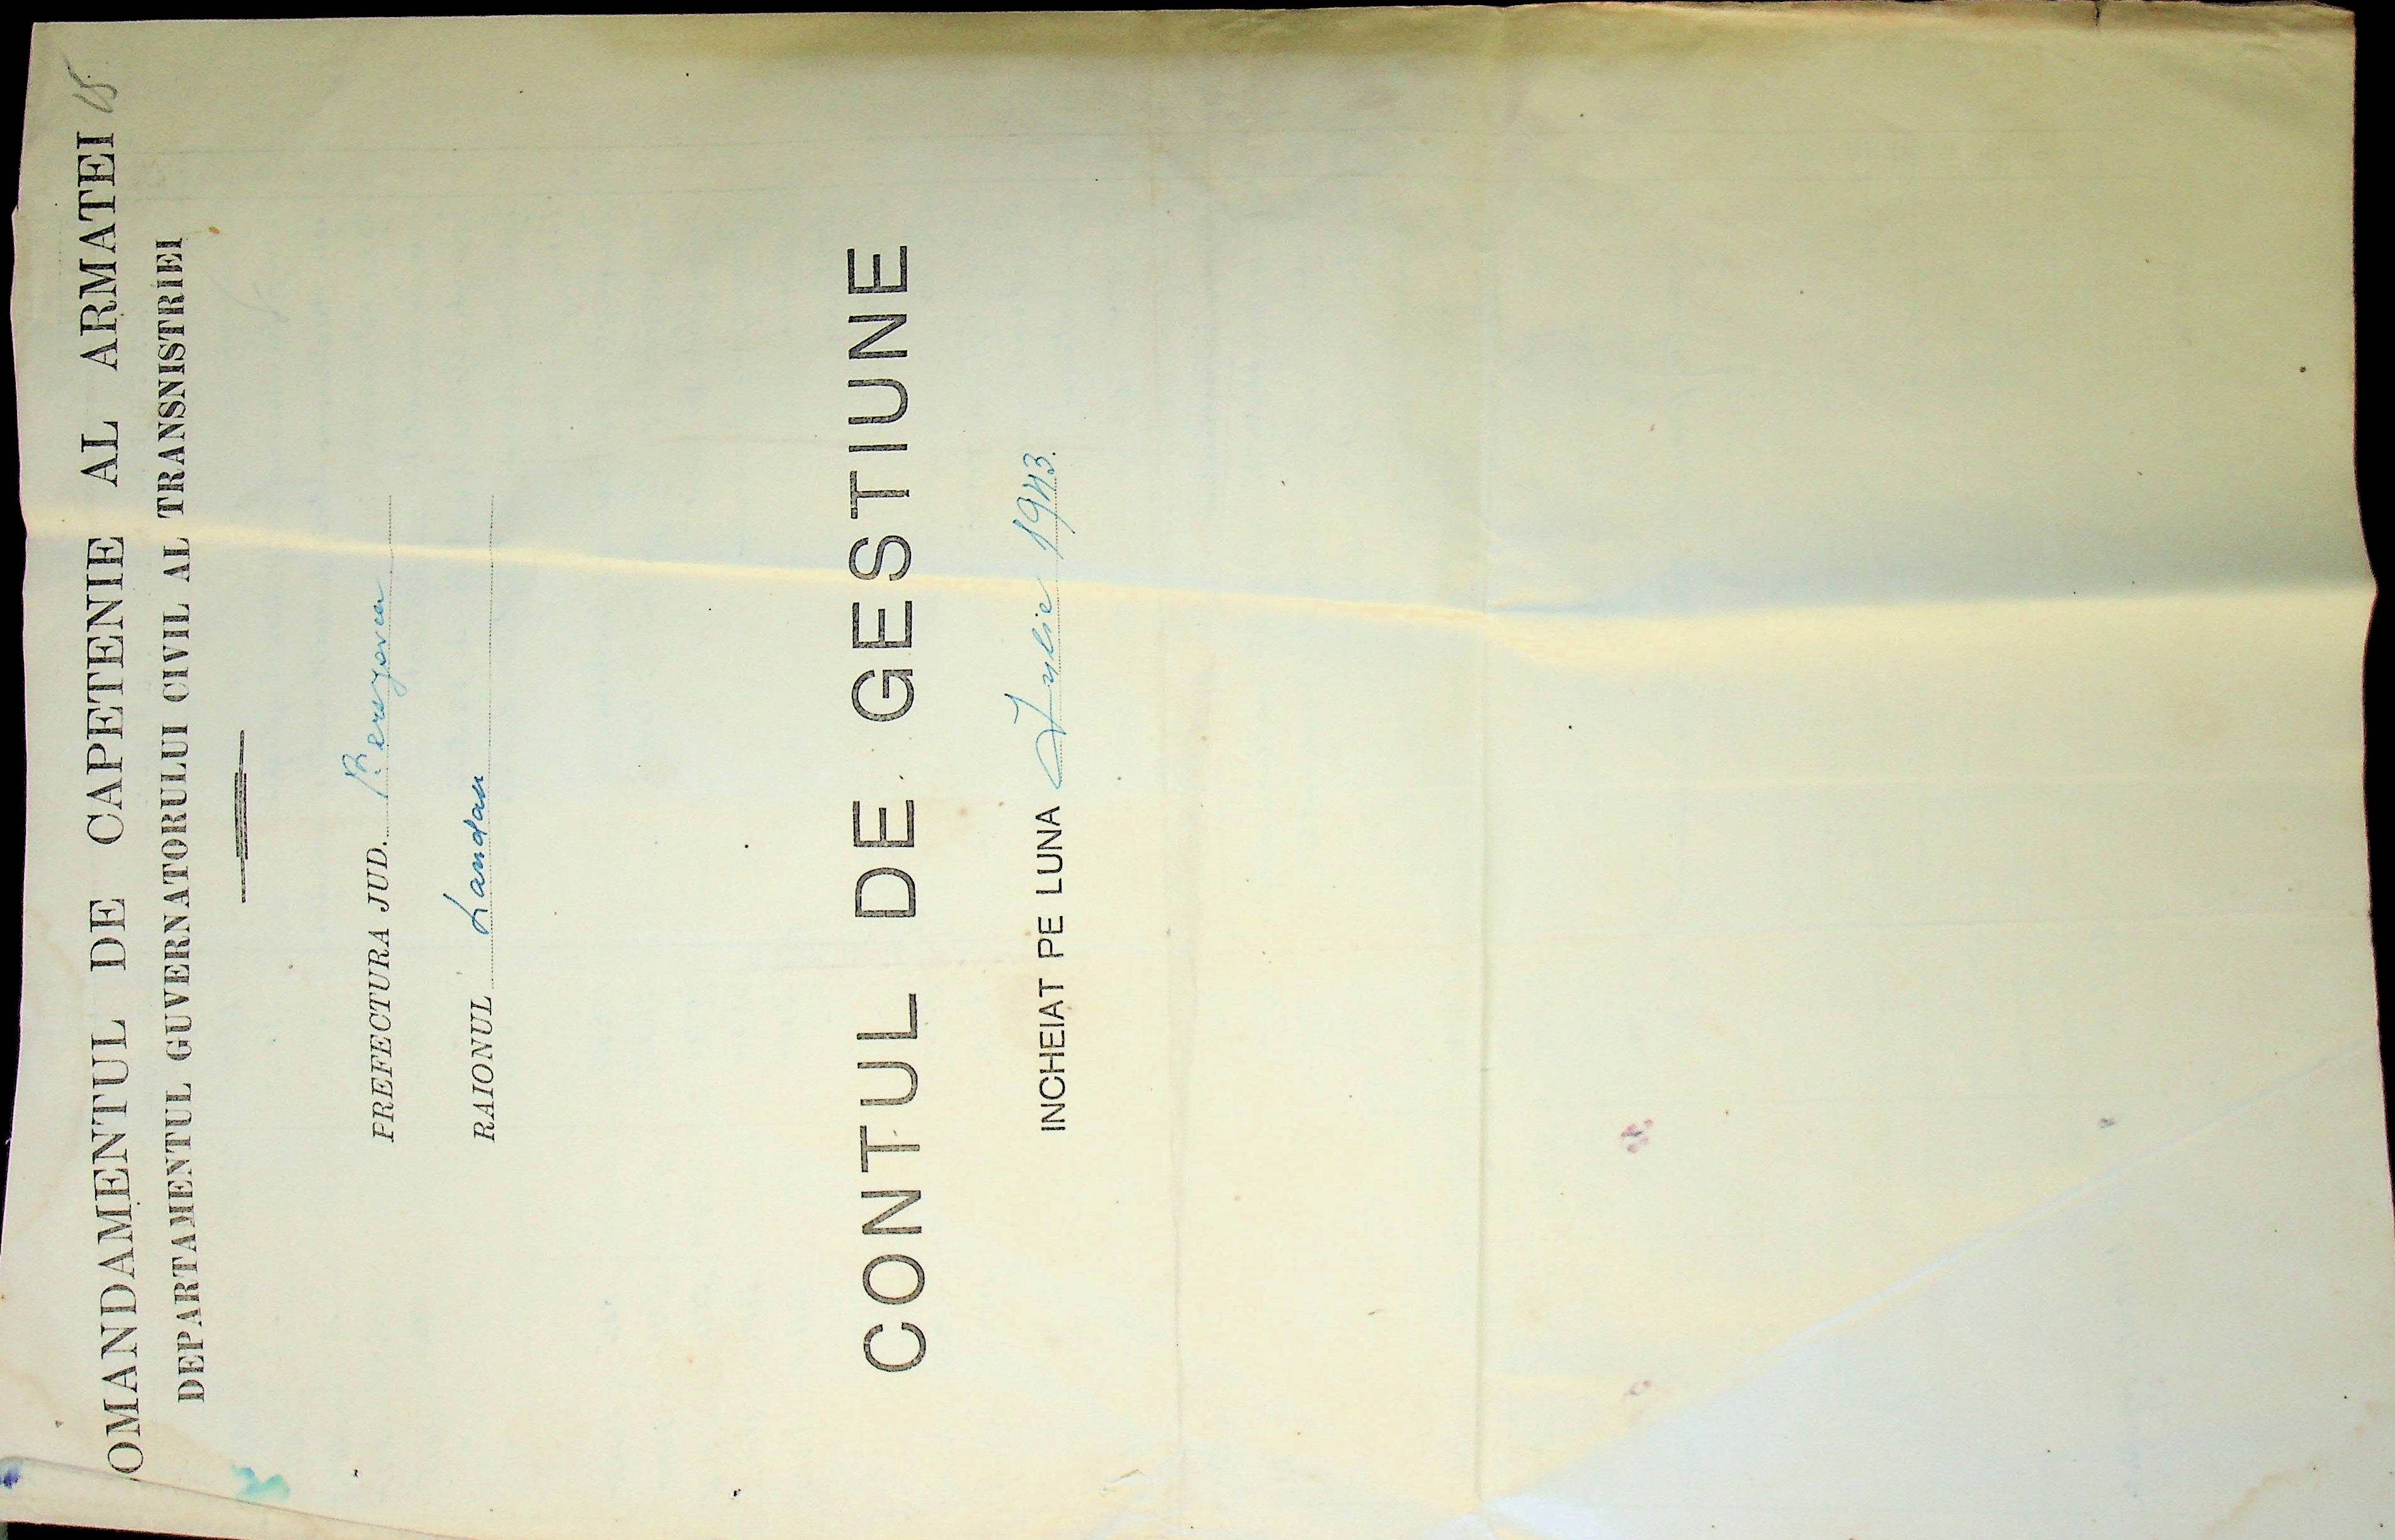 OMANDAMENTUL DE CAPETENIE AL ARMATEI
DEPARTAMENTUL GUVERNATORULUI CIVIL AL TRANSNISTRIEI
PREFECTURA JUD. Berezovca
RAIONUL Landau
CONTUL DE GESTIUNE
INCHEIAT PE LUNA Iulie 1943.